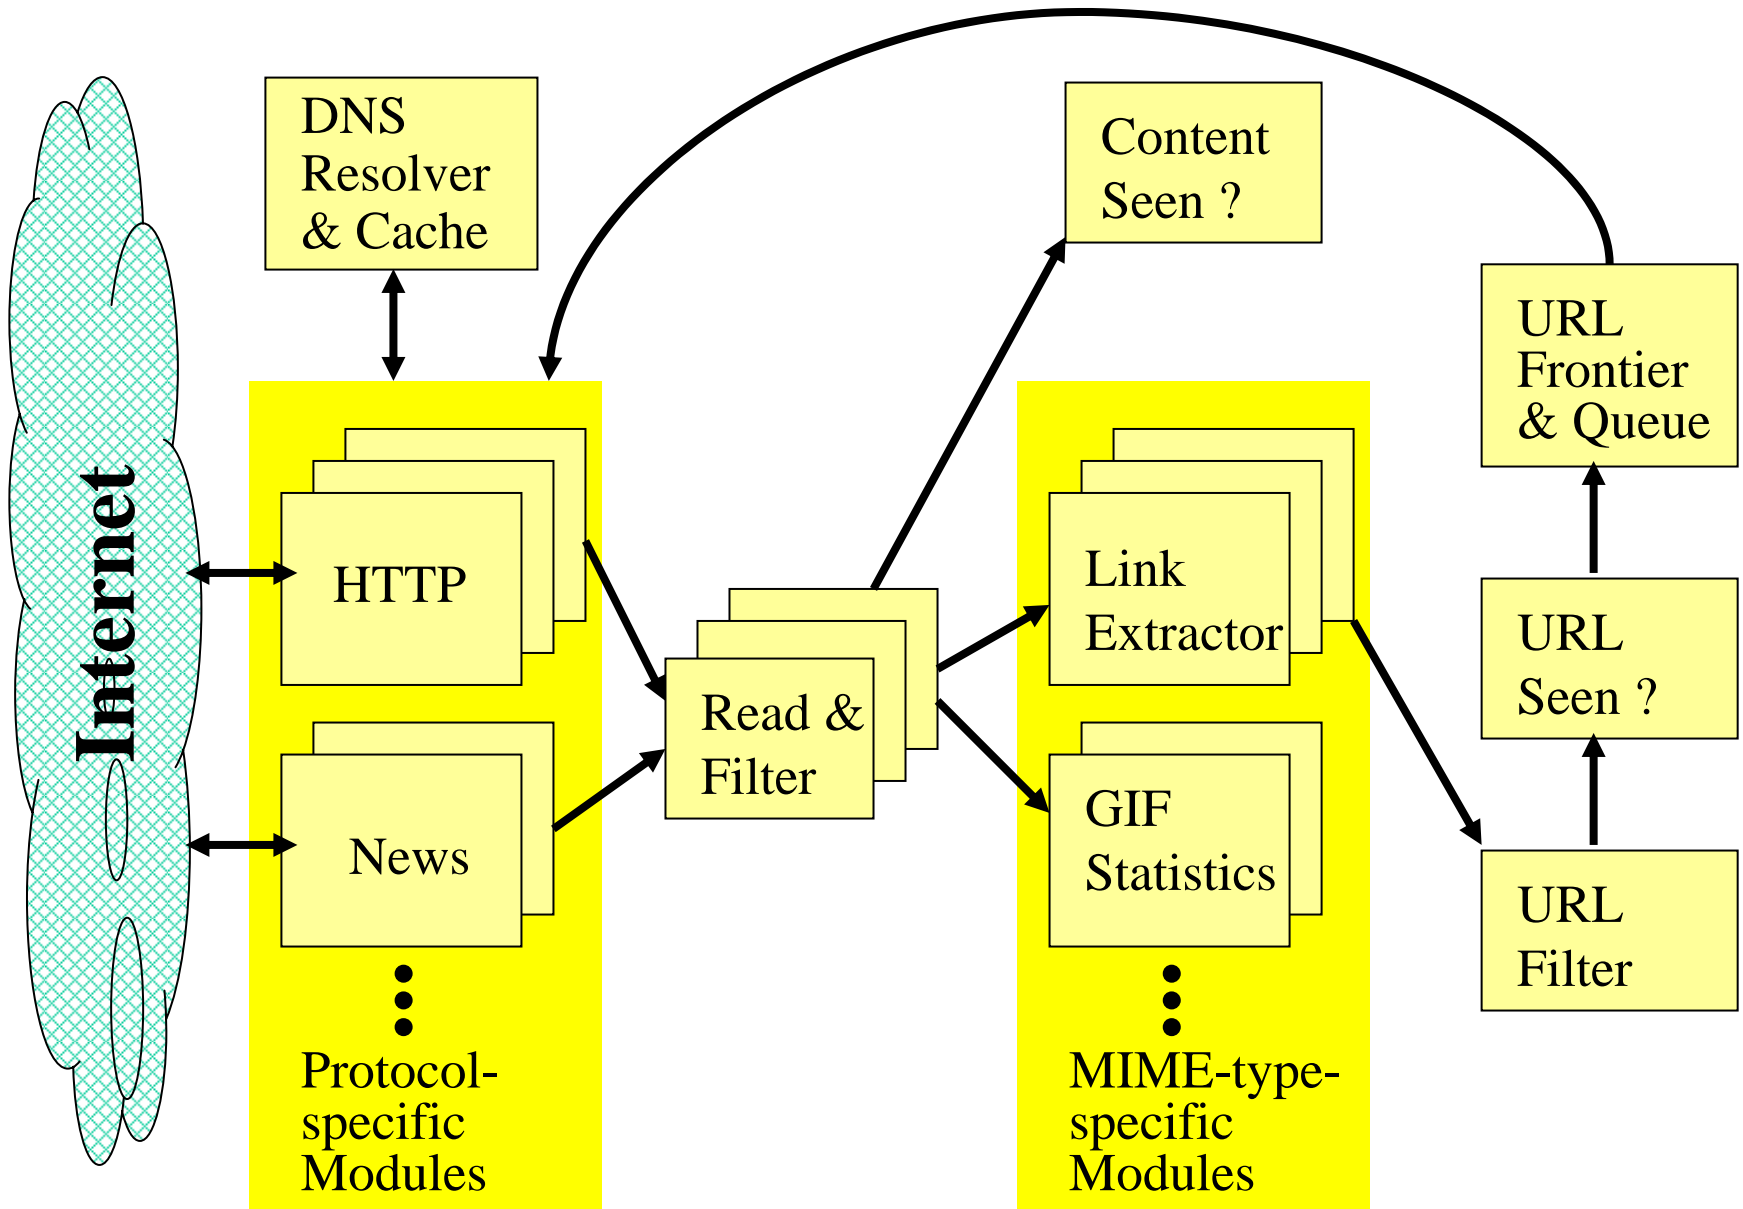 Internet
DNS
Resolver
& Cache
HTTP
News
Protocol-
specific
Modules
Read &
Filter
Content
Seen ?
Link
Extractor
GIF
Statistics
MIME-type-
specific
Modules
URL
Frontier
& Queue
URL
Seen ?
URL
Filter